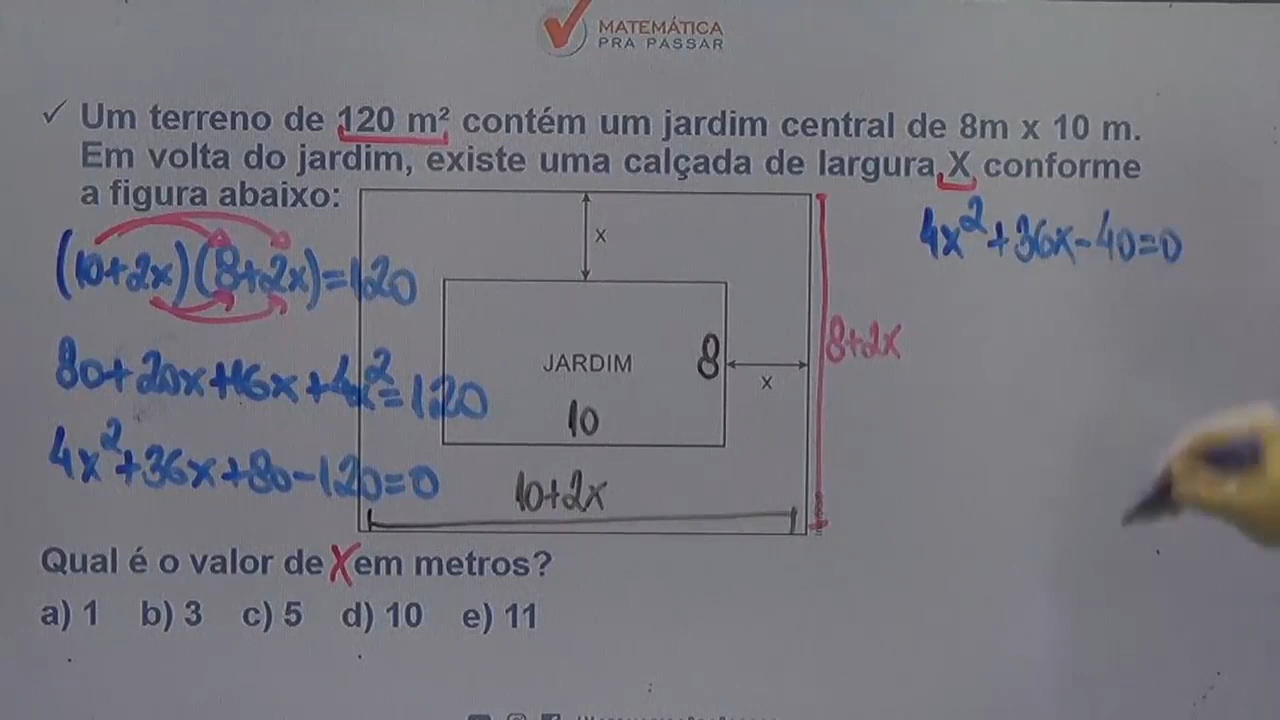 MATEMÁTICA
PRA PASSAR
✓ Um terreno de 120 m² contém um jardim central de 8m x 10 m.
Em volta do jardim, existe uma calçada de largura X conforme
a figura abaixo:
x
(10+2x)(8+2x)=120
4x²+36x-40=0
80+20x+16x+4x²=120
JARDIM
8
x
8+2x
10
4x²+36x+80-120=0
10+2x
Qual é o valor de X em metros?
a) 1 b) 3 c) 5 d) 10 e) 11